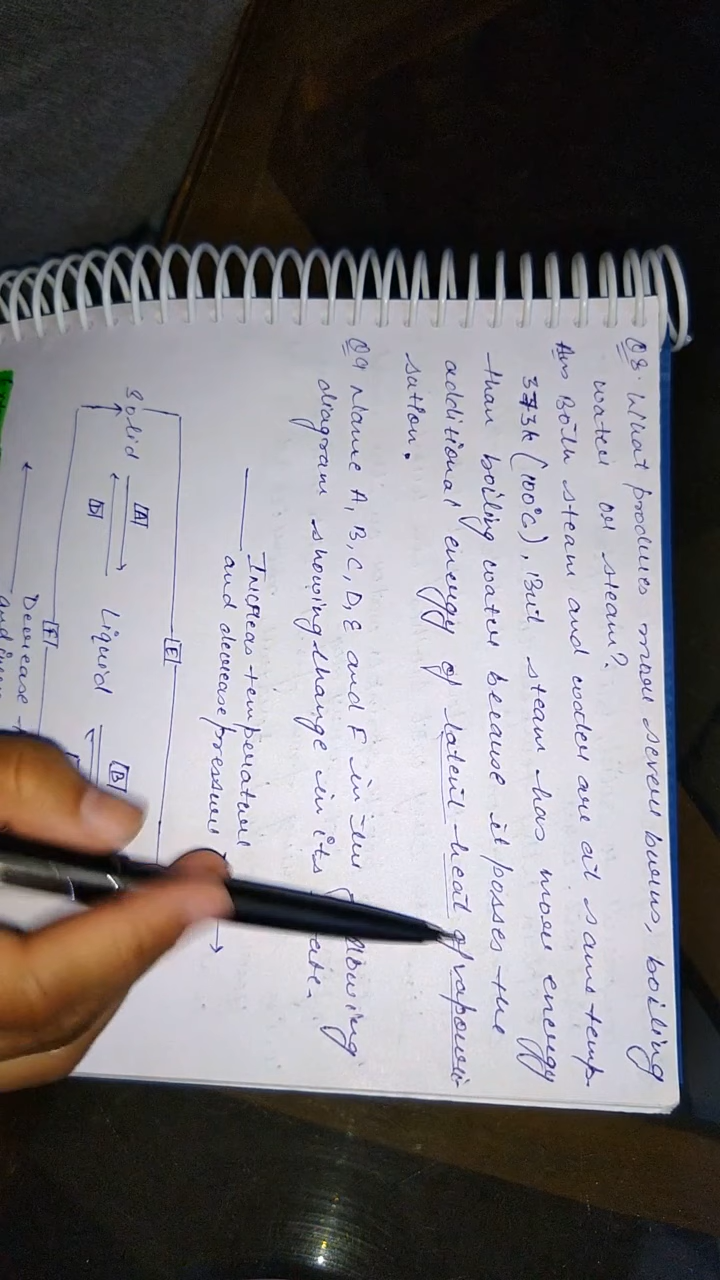 Q8. What produces more severe burns, boiling
water or steam?
Ans Both steam and water are at same temp.
373k (100°C). But steam has more energy
than boiling water because it posses the
additional energy of latent heat of vapouri
sation.
Q9 Name A, B, C, D, E and F in the
diagram showing change in its
Increas temperature
and decrease pressure
E
A
B
Solid
Liquid
D
F
Decrease
and